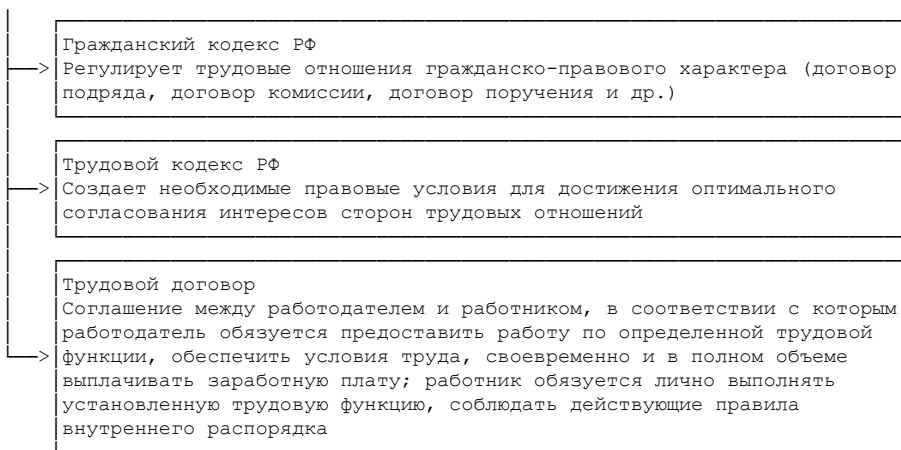 Гражданский кодекс РФ
Регулирует трудовые отношения гражданско-правового характера (договор
подряда, договор комиссии, договор поручения и др.)
Трудовой кодекс РФ
Создает необходимые правовые условия для достижения оптимального
согласования интересов сторон трудовых отношений
Трудовой договор
Соглашение между работодателем и работником, в соответствии с которым
работодатель обязуется предоставить работу по определенной трудовой
функции, обеспечить условия труда, своевременно и в полном объеме
выплачивать заработную плату; работник обязуется лично выполнять
установленную трудовую функцию, соблюдать действующие правила
внутреннего распорядка